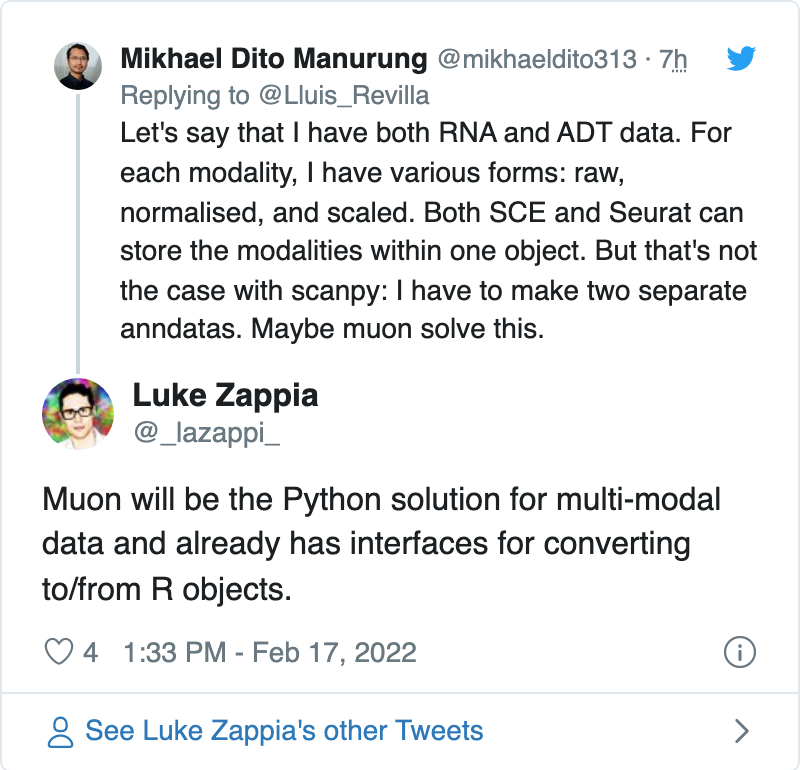 Mikhael Dito Manurung @mikhaeldito313 · 7h
Replying to @Lluis_Revilla
Let's say that I have both RNA and ADT data. For
each modality, I have various forms: raw,
normalised, and scaled. Both SCE and Seurat can
store the modalities within one object. But that's not
the case with scanpy: I have to make two separate
anndatas. Maybe muon solve this.
Luke Zappia
@_lazappi_
Muon will be the Python solution for multi-modal
data and already has interfaces for converting
to/from R objects.
4 1:33 PM - Feb 17, 2022
See Luke Zappia's other Tweets